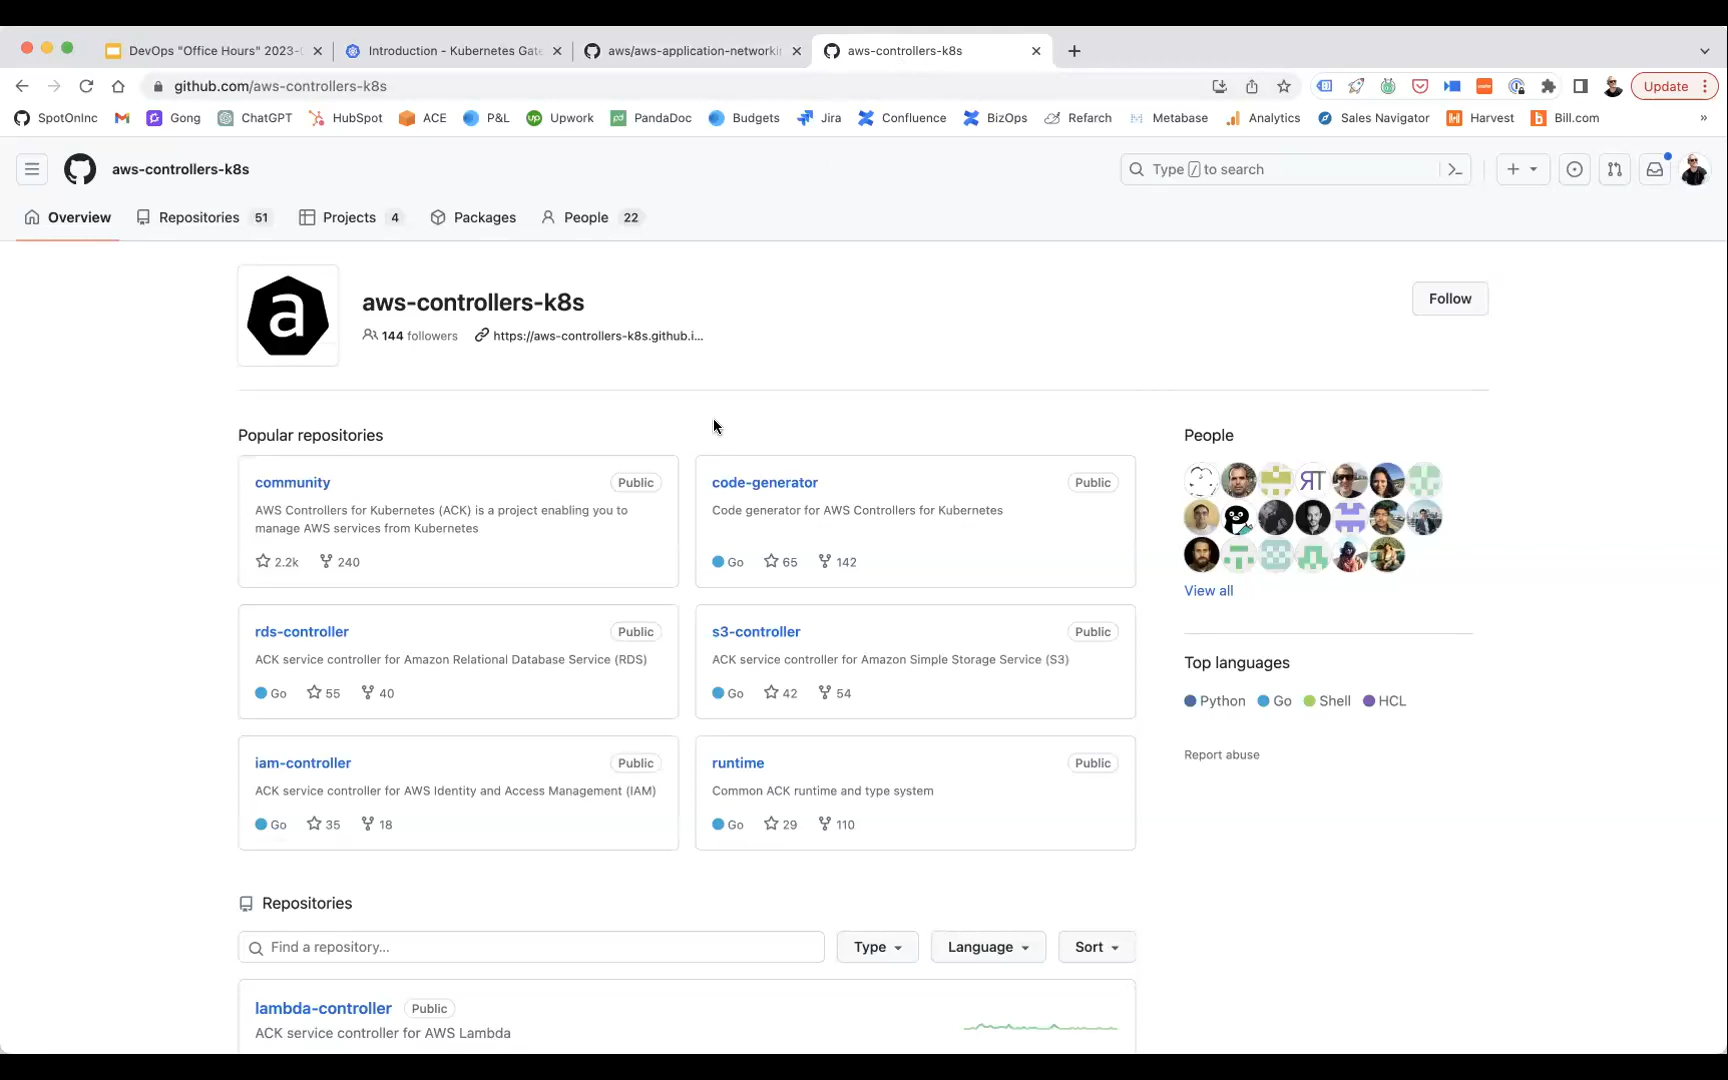 DevOps "Office Hours" 2023-
Introduction - Kubernetes Gate
aws/aws-application-networkin
aws-controllers-k8s
github.com/aws-controllers-k8s
Update
SpotOnInc
Gong
ChatGPT
HubSpot
ACE
P&L
Upwork
PandaDoc
Budgets
Jira
Confluence
BizOps
Refarch
Metabase
Analytics
Sales Navigator
Harvest
Bill.com
»
aws-controllers-k8s
Type / to search
Overview
Repositories 51
Projects 4
Packages
People 22
a
aws-controllers-k8s
144 followers
https://aws-controllers-k8s.github.i...
Follow
Popular repositories
community
Public
AWS Controllers for Kubernetes (ACK) is a project enabling you to
manage AWS services from Kubernetes
2.2k 240
code-generator
Public
Code generator for AWS Controllers for Kubernetes
Go 65 142
rds-controller
Public
ACK service controller for Amazon Relational Database Service (RDS)
Go 55 40
s3-controller
Public
ACK service controller for Amazon Simple Storage Service (S3)
Go 42 54
iam-controller
Public
ACK service controller for AWS Identity and Access Management (IAM)
Go 35 18
runtime
Public
Common ACK runtime and type system
Go 29 110
People
View all
Top languages
Python Go Shell HCL
Report abuse
Repositories
Find a repository...
Type
Language
Sort
lambda-controller
Public
ACK service controller for AWS Lambda